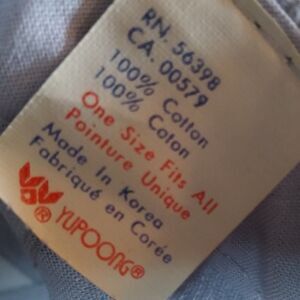 RN. 56398
CA. 00579
100% Cotton
100% Coton
One Size Fits All
Pointure Unique
Made In Korea
Fabriqué en Corée
® YUPOONG®